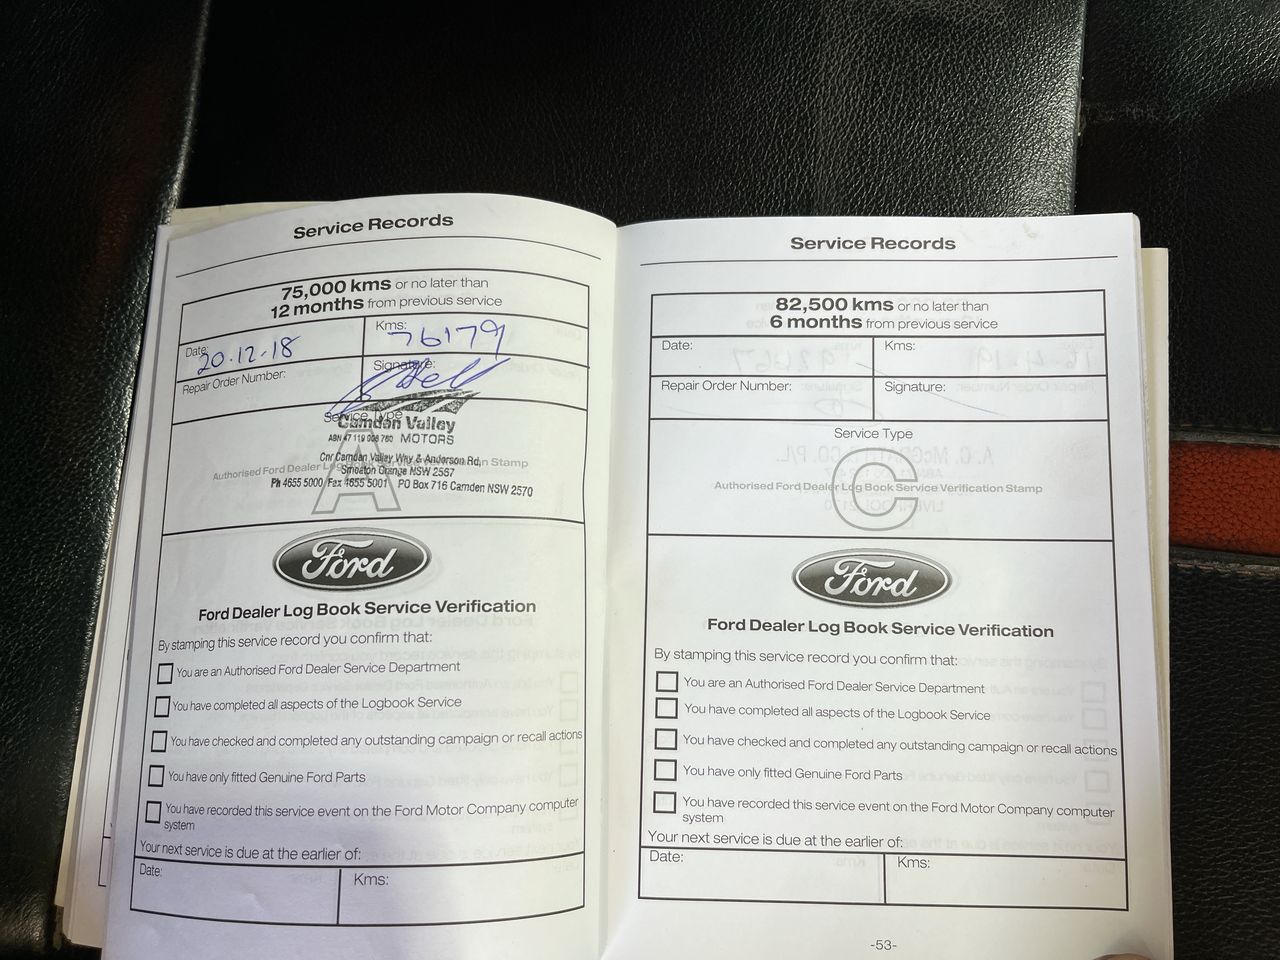 Service Records
75,000 kms or no later than
12 months from previous service
Date: 20.12.18
Kms: 76179
Repair Order Number:
Signature:
Service Type
A
Camden Valley
ABN 47 119 908 760 MOTORS
Cnr Camden Valley Wny & Anderson Rd,
Authorised Ford Dealer Log Book Service Verification Stamp
Smeaton Grange NSW 2567
Ph 4655 5000 Fax 4655 5001 PO Box 716 Camden NSW 2570
Ford
Ford Dealer Log Book Service Verification
By stamping this service record you confirm that:
You are an Authorised Ford Dealer Service Department
You have completed all aspects of the Logbook Service
You have checked and completed any outstanding campaign or recall actions
You have only fitted Genuine Ford Parts
You have recorded this service event on the Ford Motor Company computer
system
Your next service is due at the earlier of:
Date:
Kms:
Service Records
82,500 kms or no later than
6 months from previous service
Date:
Kms:
Repair Order Number:
Signature:
Service Type
C
Authorised Ford Dealer Log Book Service Verification Stamp
Ford
Ford Dealer Log Book Service Verification
By stamping this service record you confirm that:
You are an Authorised Ford Dealer Service Department
You have completed all aspects of the Logbook Service
You have checked and completed any outstanding campaign or recall actions
You have only fitted Genuine Ford Parts
You have recorded this service event on the Ford Motor Company computer
system
Your next service is due at the earlier of:
Date:
Kms:
-53-